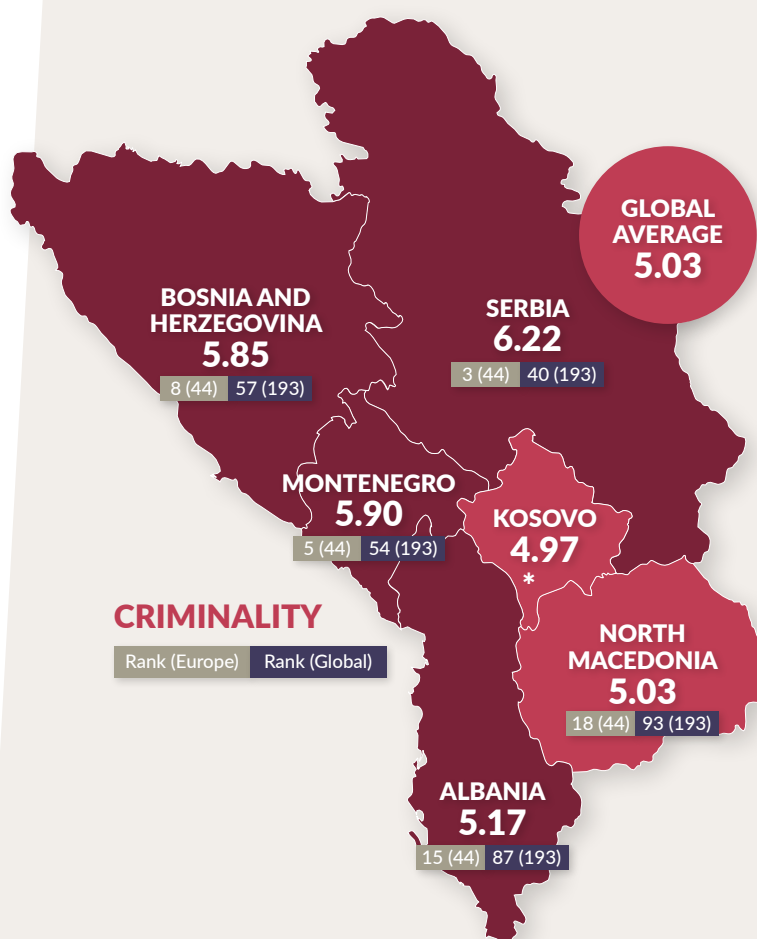 GLOBAL
AVERAGE
5.03
BOSNIA AND
HERZEGOVINA
5.85
8 (44) 57 (193)
SERBIA
6.22
3 (44) 40 (193)
MONTENEGRO
5.90
5 (44) 54 (193)
KOSOVO
4.97
*
CRIMINALITY
Rank (Europe) Rank (Global)
NORTH
MACEDONIA
5.03
18 (44) 93 (193)
ALBANIA
5.17
15 (44) 87 (193)